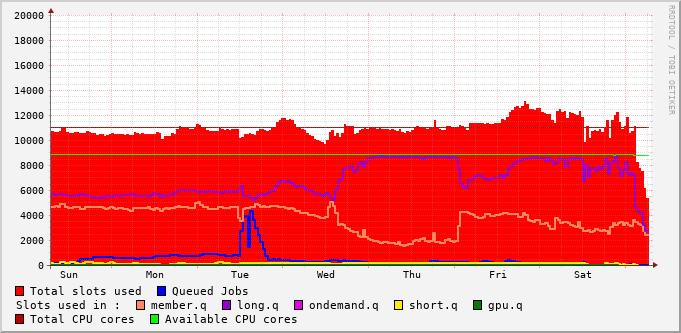 20000
18000
16000
14000
12000
10000
8000
6000
4000
2000
0
Sun Mon Tue Wed Thu Fri Sat
RRDTOOL / TOBI OETIKER
Total slots used Queued Jobs
Slots used in : member.q long.q ondemand.q short.q gpu.q
Total CPU cores Available CPU cores